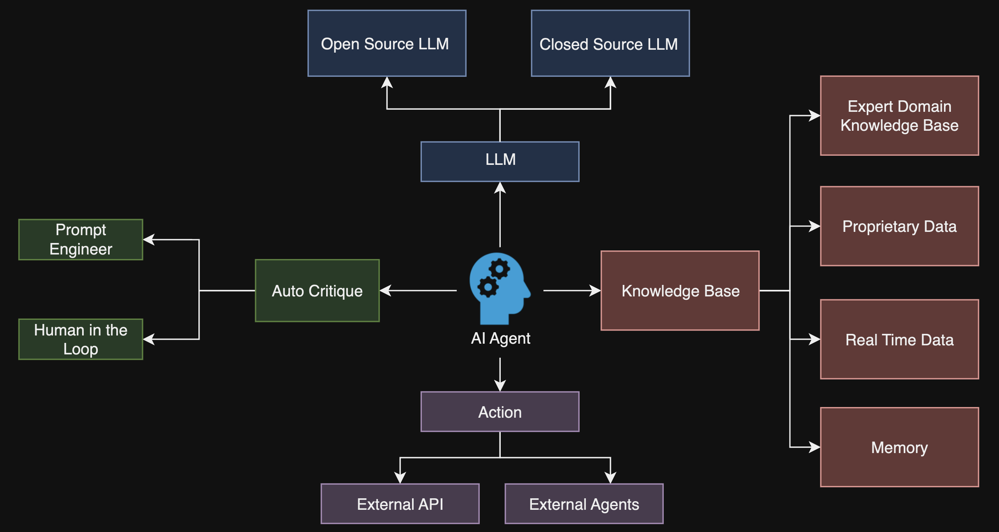 Open Source LLM
Closed Source LLM
LLM
Expert Domain
Knowledge Base
Proprietary Data
Prompt
Engineer
Auto Critique
Knowledge Base
Human in the
Loop
AI Agent
Real Time Data
Action
Memory
External API
External Agents